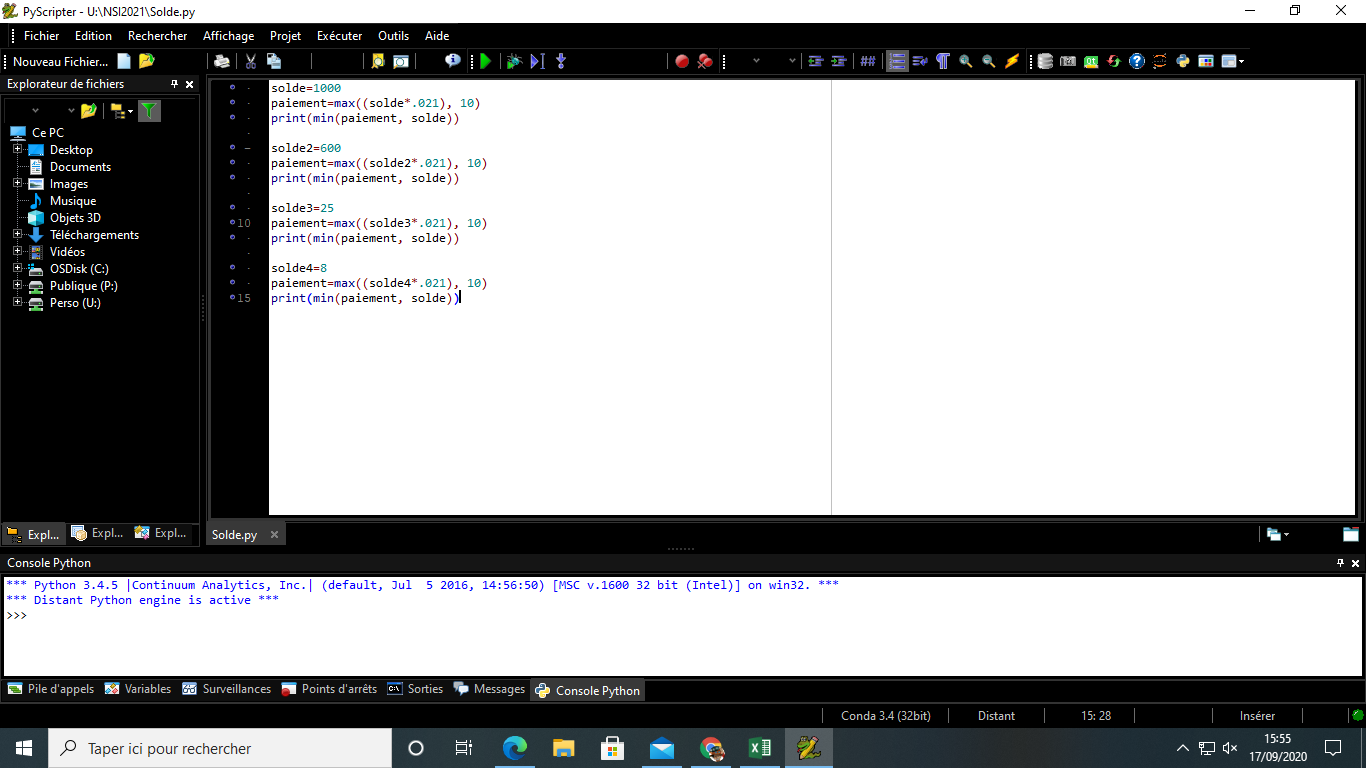 PyScripter - U:\NSI2021\Solde.py
Fichier Edition Rechercher Affichage Projet Exécuter Outils Aide
Nouveau Fichier...
Explorateur de fichiers
Ce PC
Desktop
Documents
Images
Musique
Objets 3D
Téléchargements
Vidéos
OSDisk (C:)
Publique (P:)
Perso (U:)
Expl... Expl... Expl...
solde=1000
paiement=max((solde*.021), 10)
print(min(paiement, solde))
solde2=600
paiement=max((solde2*.021), 10)
print(min(paiement, solde))
solde3=25
10 paiement=max((solde3*.021), 10)
print(min(paiement, solde))
solde4=8
paiement=max((solde4*.021), 10)
15 print(min(paiement, solde))
Solde.py
Console Python
*** Python 3.4.5 |Continuum Analytics, Inc.| (default, Jul  5 2016, 14:56:50) [MSC v.1600 32 bit (Intel)] on win32. ***
*** Distant Python engine is active ***
>>>
Pile d'appels Variables Surveillances Points d'arrêts Sorties Messages Console Python
Conda 3.4 (32bit) Distant 15: 28 Insérer
Taper ici pour rechercher
15:55
17/09/2020